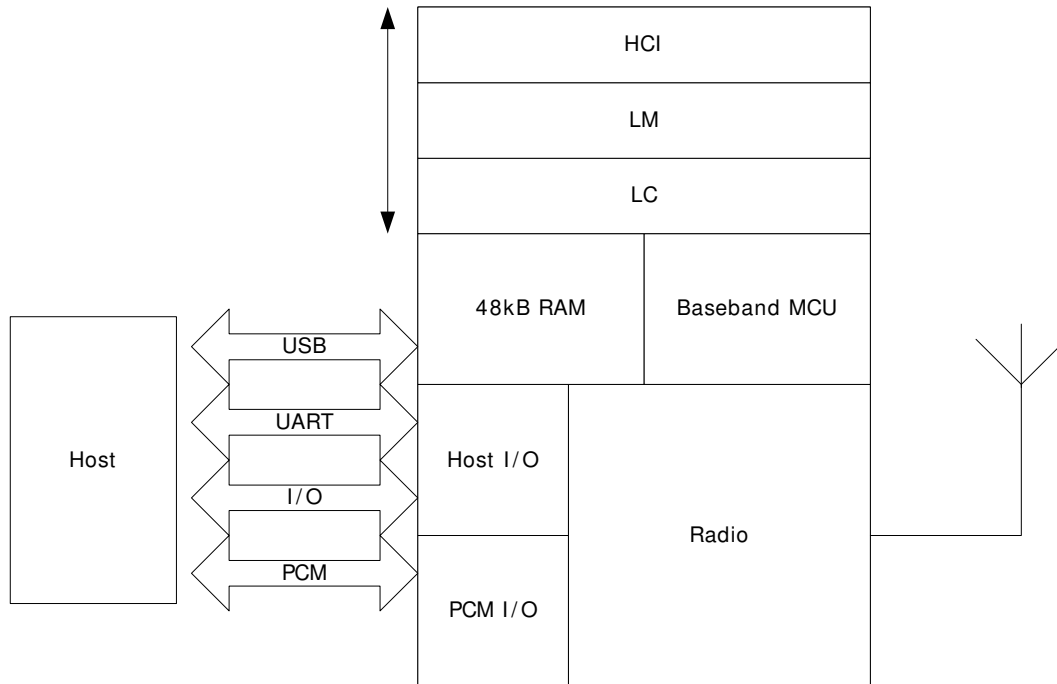 HCI
LM
LC
48kB RAM
Baseband MCU
USB
UART
Host
Host I/O
I/O
Radio
PCM
PCM I/O